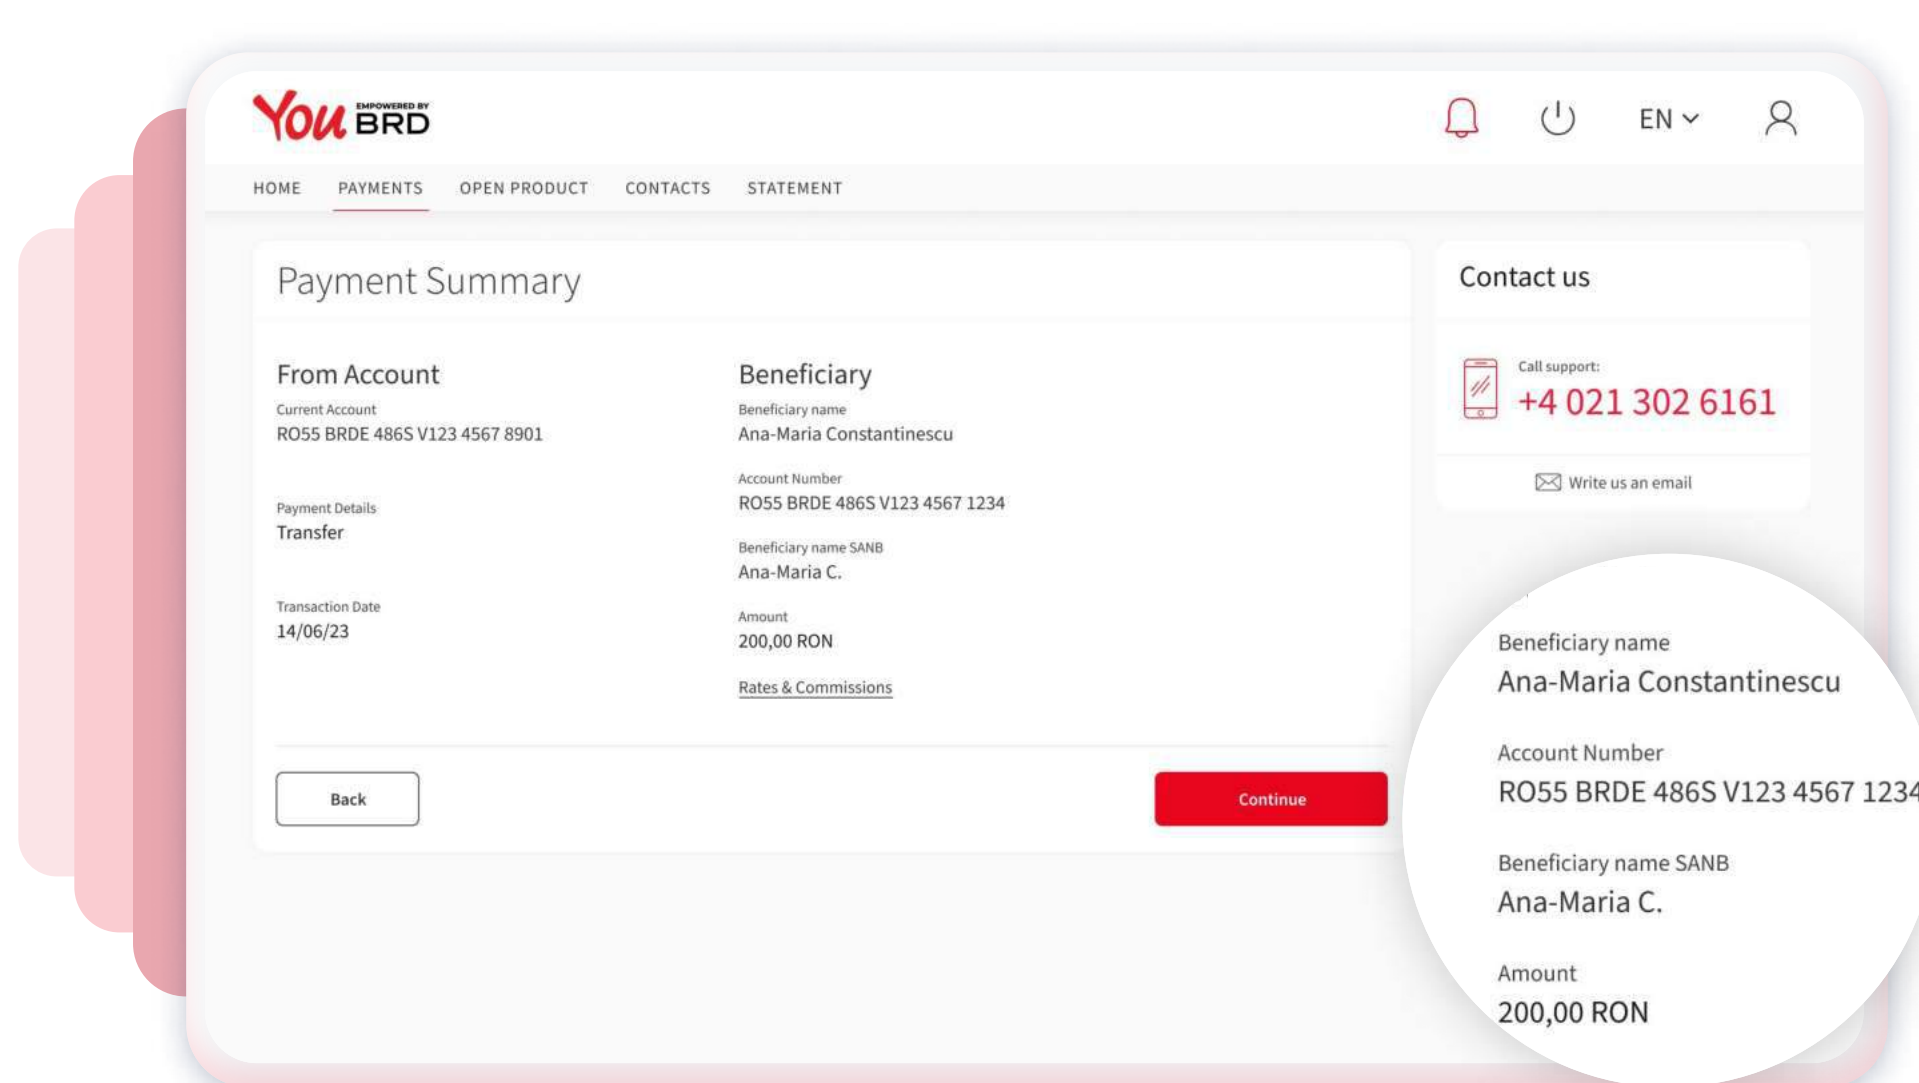 You EMPOWERED BY BRD
EN
HOME PAYMENTS OPEN PRODUCT CONTACTS STATEMENT
Payment Summary
From Account
Current Account
RO55 BRDE 486S V123 4567 8901
Payment Details
Transfer
Transaction Date
14/06/23
Beneficiary
Beneficiary name
Ana-Maria Constantinescu
Account Number
RO55 BRDE 486S V123 4567 1234
Beneficiary name SANB
Ana-Maria C.
Amount
200,00 RON
Rates & Commissions
Back
Continue
Contact us
Call support:
+4 021 302 6161
Write us an email
Beneficiary name
Ana-Maria Constantinescu
Account Number
RO55 BRDE 486S V123 4567 1234
Beneficiary name SANB
Ana-Maria C.
Amount
200,00 RON